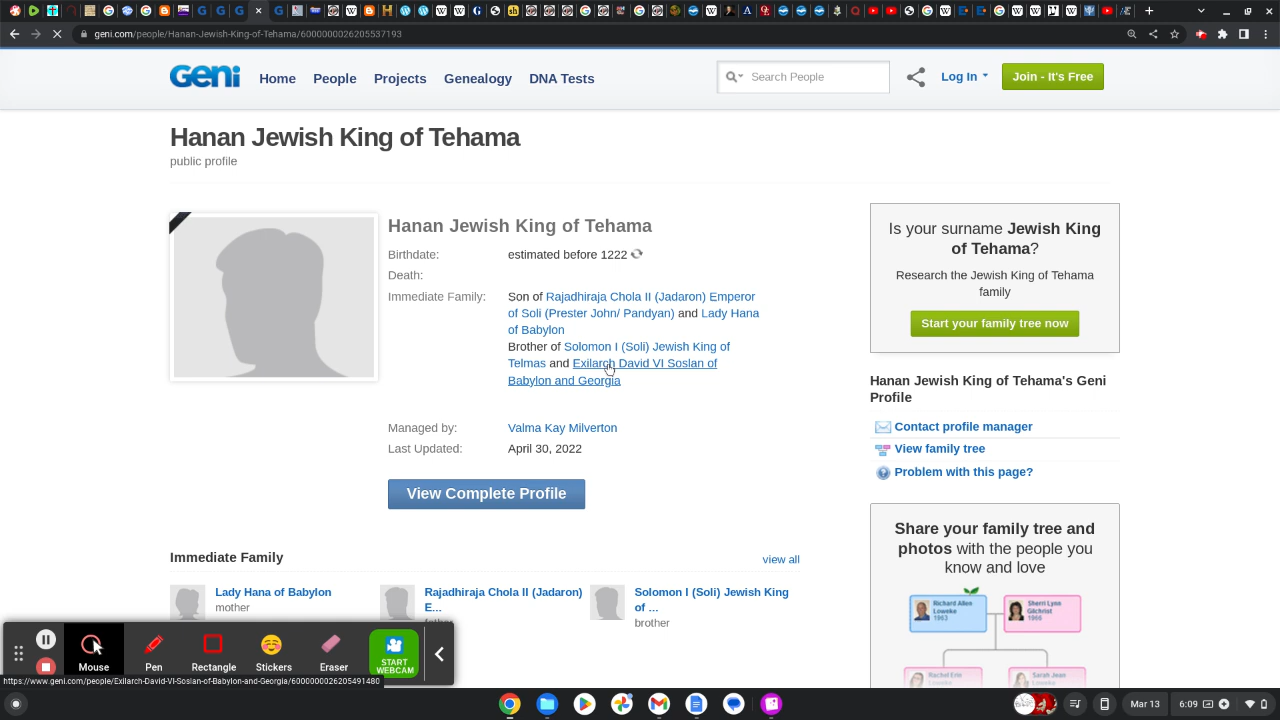 geni.com/people/Hanan-Jewish-King-of-Tehama/6000000026205537193
Geni
Home
People
Projects
Genealogy
DNA Tests
Search People
Log In
Join - It's Free
Hanan Jewish King of Tehama
public profile
Hanan Jewish King of Tehama
Birthdate: estimated before 1222
Death:
Immediate Family: Son of Rajadhiraja Chola II (Jadaron) Emperor
of Soli (Prester John/ Pandyan) and Lady Hana
of Babylon
Brother of Solomon I (Soli) Jewish King of
Telmas and Exilarch David VI Soslan of
Babylon and Georgia
Managed by: Valma Kay Milverton
Last Updated: April 30, 2022
View Complete Profile
Immediate Family
view all
Lady Hana of Babylon
mother
Rajadhiraja Chola II (Jadaron)
E...
Solomon I (Soli) Jewish King
of ...
brother
Is your surname Jewish King
of Tehama?
Research the Jewish King of Tehama
family
Start your family tree now
Hanan Jewish King of Tehama's Geni
Profile
Contact profile manager
View family tree
Problem with this page?
Share your family tree and
photos with the people you
know and love
Richard Allen
Loweke
1963
Sherri Lynne
Gilchrist
1966
Rachel Erin
Loweke
Sarah Jean
Loweke
Mouse
Pen
Rectangle
Stickers
Eraser
START
WEBCAM
https://www.geni.com/people/Exilarch-David-VI-Soslan-of-Babylon-and-Georgia/6000000026205491480
Mar 13
6:09